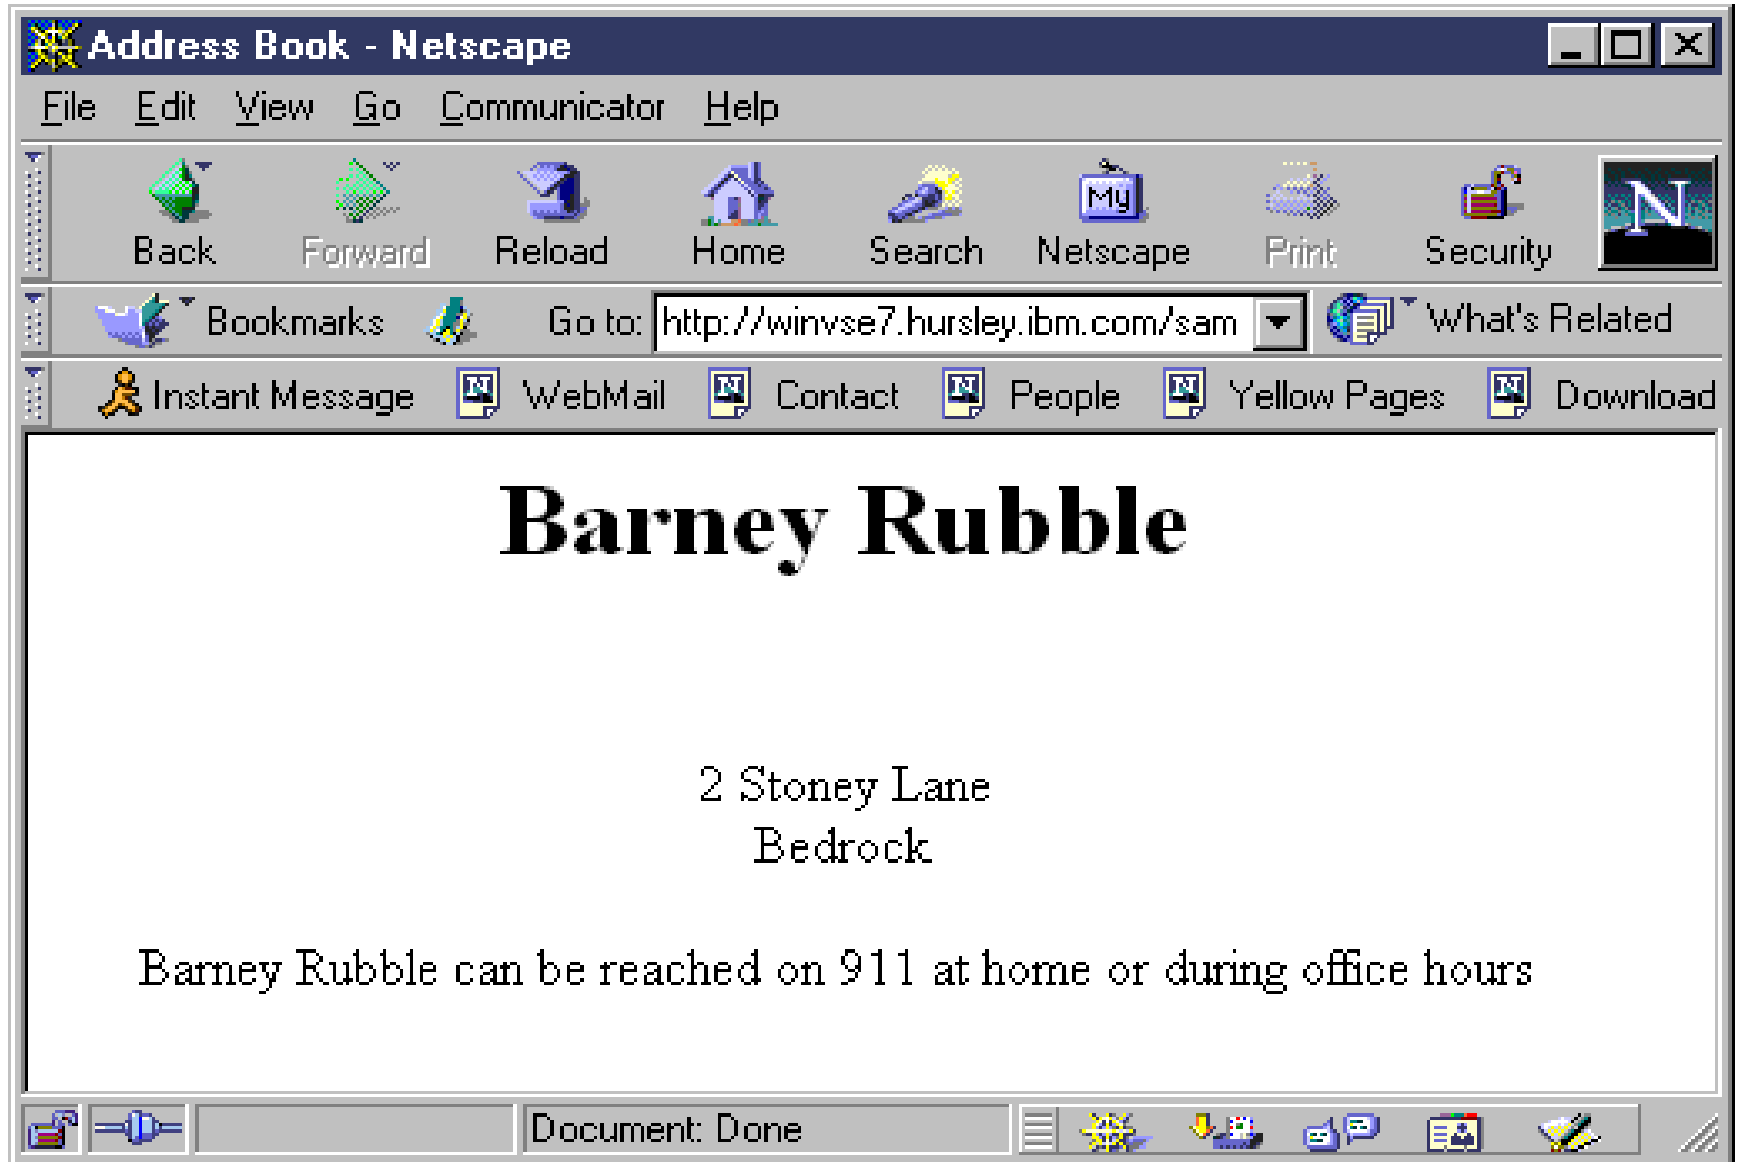 Address Book - Netscape
File Edit View Go Communicator Help
My N
Back Forward Reload Home Search Netscape Print Security
Bookmarks Go to: http://winvse7.hursley.ibm.com/sam What's Related
Instant Message N WebMail N Contact N People N Yellow Pages N Download
Barney Rubble
2 Stoney Lane
Bedrock
Barney Rubble can be reached on 911 at home or during office hours
Document: Done